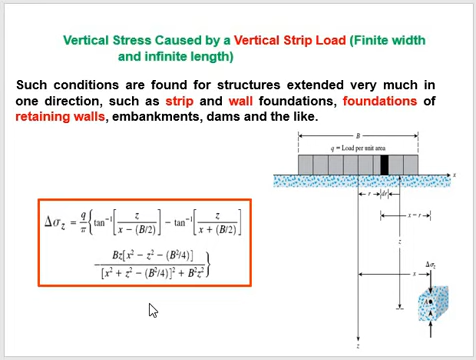 Vertical Stress Caused by a Vertical Strip Load (Finite width
and infinite length)
Such conditions are found for structures extended very much in
one direction, such as strip and wall foundations, foundations of
retaining walls, embankments, dams and the like.
B
q = Load per unit area
x
r
dr
x − r
z
Δσz = q/π { tan⁻¹[ z / (x − (B/2)) ] − tan⁻¹[ z / (x + (B/2)) ]
− Bz[x² − z² − (B²/4)] / ([x² + z² − (B²/4)]² + B²z²) }
Δσz
x
A
z